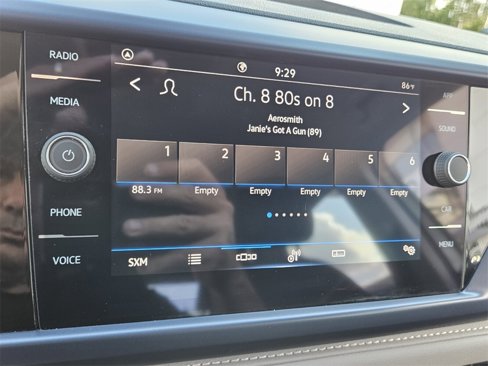 RADIO
MEDIA
PHONE
VOICE
9:29
86°F
Ch. 8 80s on 8
Aerosmith
Janie's Got A Gun (89)
1 2 3 4 5 6
88.3 FM Empty Empty Empty Empty Empty
SXM
APP
SOUND
CAR
MENU